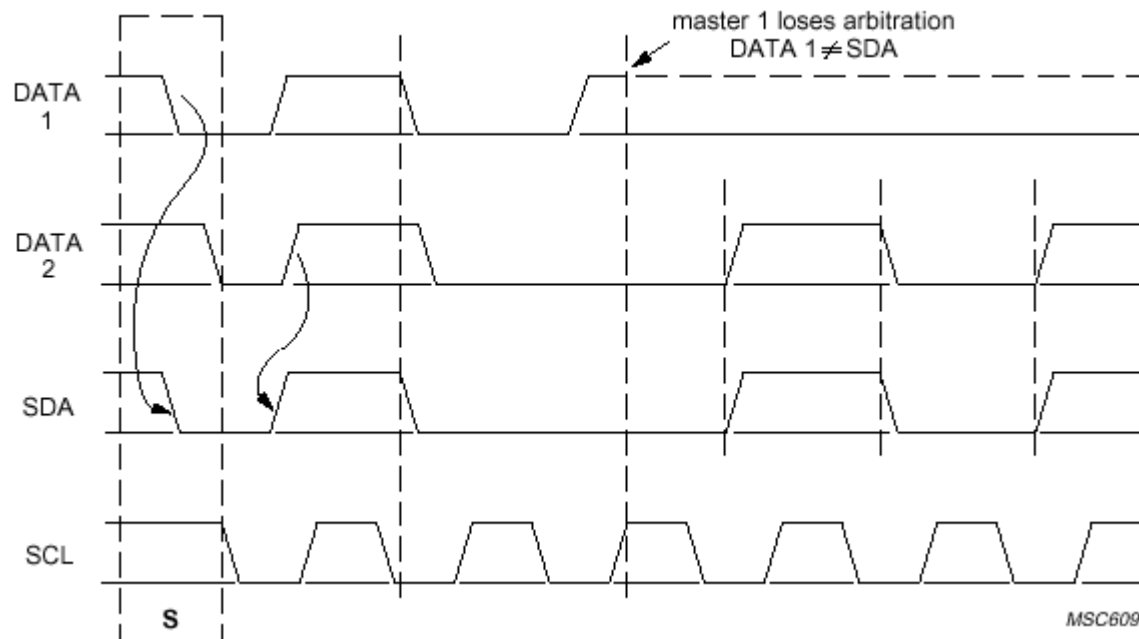 master 1 loses arbitration
DATA 1≠SDA
DATA
1
DATA
2
SDA
SCL
S
MSC609